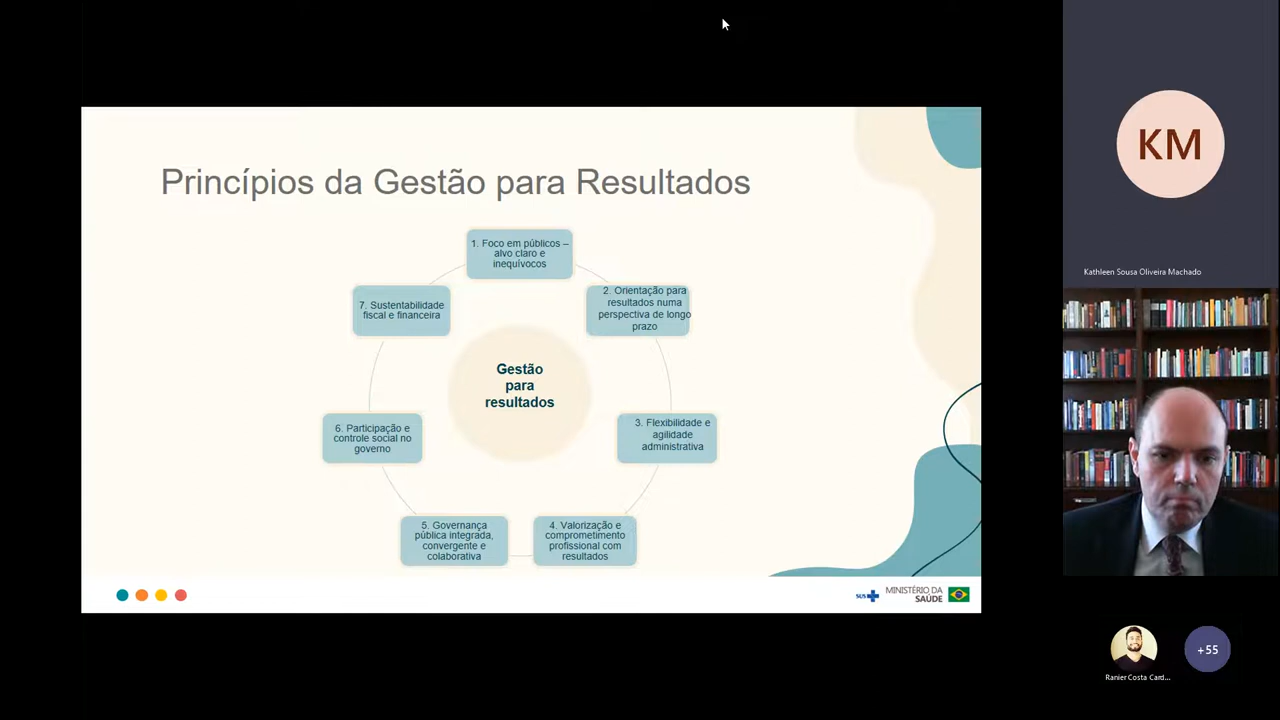 Princípios da Gestão para Resultados
1. Foco em públicos –
alvo claro e
inequívocos
2. Orientação para
resultados numa
perspectiva de longo
prazo
3. Flexibilidade e
agilidade
administrativa
4. Valorização e
comprometimento
profissional com
resultados
5. Governança
pública integrada,
convergente e
colaborativa
6. Participação e
controle social no
governo
7. Sustentabilidade
fiscal e financeira
Gestão
para
resultados
SUS
MINISTÉRIO DA
SAÚDE
KM
Kathleen Sousa Oliveira Machado
Ranier Costa Card...
+55